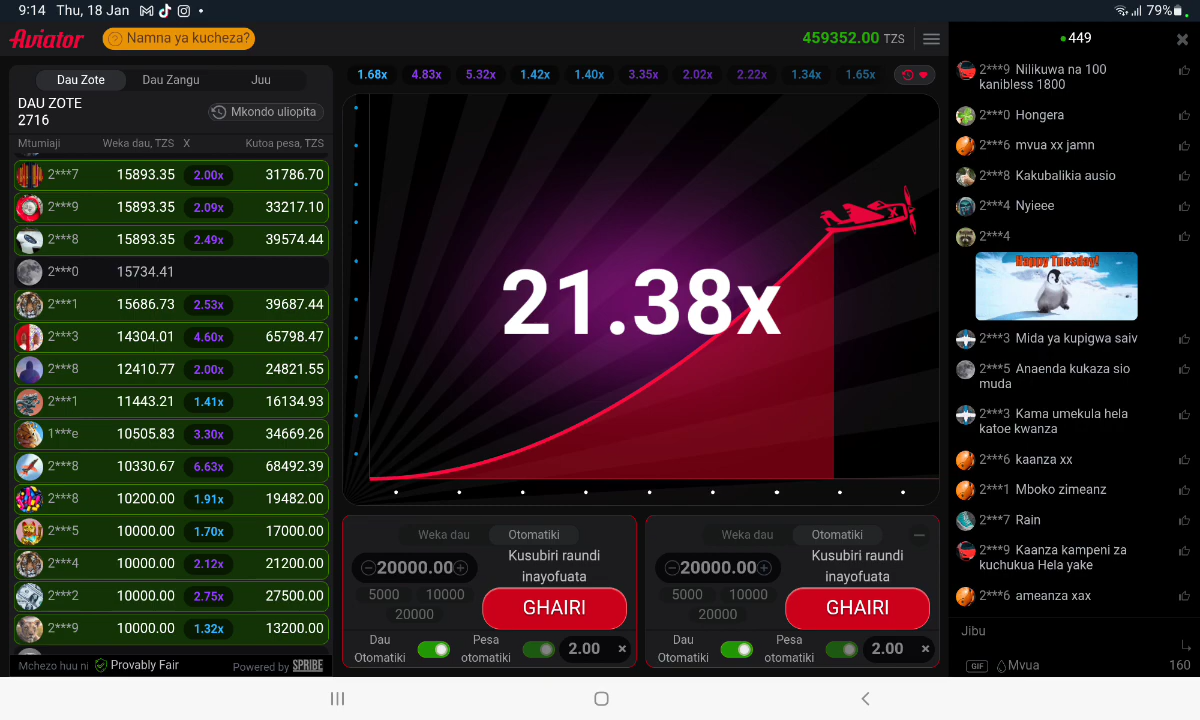 9:14 Thu, 18 Jan
79%
Aviator
Namna ya kucheza?
459359.00 TZS
449
Dau Zote Dau Zangu Juu
DAU ZOTE
2716
Mkondo uliopita
Mtumiaji Weka dau, TZS X Kutoa pesa, TZS
2***7 15893.35 2.00x 31786.70
2***9 15893.35 2.09x 33217.10
2***8 15893.35 2.49x 39574.44
2***0 15734.41
2***1 15686.73 2.53x 39687.44
2***3 14304.01 4.60x 65798.47
2***8 12410.77 2.00x 24821.55
2***1 11443.21 1.41x 16134.93
1***e 10505.83 3.30x 34669.26
2***8 10330.67 6.63x 68492.39
2***8 10200.00 1.91x 19482.00
2***5 10000.00 1.70x 17000.00
2***4 10000.00 2.12x 21200.00
2***2 10000.00 2.75x 27500.00
2***9 10000.00 1.32x 13200.00
Mchezo huu ni Provably Fair
Powered by SPRIBE
1.68x 4.83x 5.32x 1.42x 1.40x 3.35x 2.02x 2.22x 1.34x 1.65x
X
21.38x
Weka dau Otomatiki
20000.00
5000 10000
20000
Kusubiri raundi
inayofuata
GHAIRI
Dau
Otomatiki
Pesa
otomatiki
2.00
Weka dau Otomatiki
20000.00
5000 10000
20000
Kusubiri raundi
inayofuata
GHAIRI
Dau
Otomatiki
Pesa
otomatiki
2.00
2***9 Nilikuwa na 100
kanibless 1800
2***0 Hongera
2***6 mvua xx jamn
2***8 Kakubalikia ausio
2***4 Nyieee
2***4
Happy Tuesday!
2***3 Mida ya kupigwa saiv
2***5 Anaenda kukaza sio
muda
2***3 Kama umekula hela
katoe kwanza
2***6 kaanza xx
2***1 Mboko zimeanz
2***7 Rain
2***9 Kaanza kampeni za
kuchukua Hela yake
2***6 ameanza xax
Jibu
GIF Mvua
160